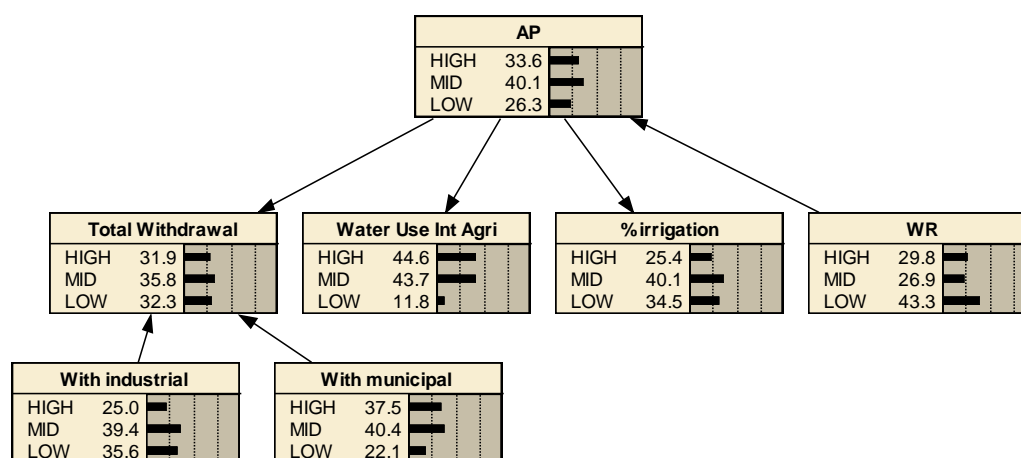 AP
HIGH 33.6
MID 40.1
LOW 26.3
Total Withdrawal
HIGH 31.9
MID 35.8
LOW 32.3
Water Use Int Agri
HIGH 44.6
MID 43.7
LOW 11.8
%irrigation
HIGH 25.4
MID 40.1
LOW 34.5
WR
HIGH 29.8
MID 26.9
LOW 43.3
With industrial
HIGH 25.0
MID 39.4
LOW 35.6
With municipal
HIGH 37.5
MID 40.4
LOW 22.1